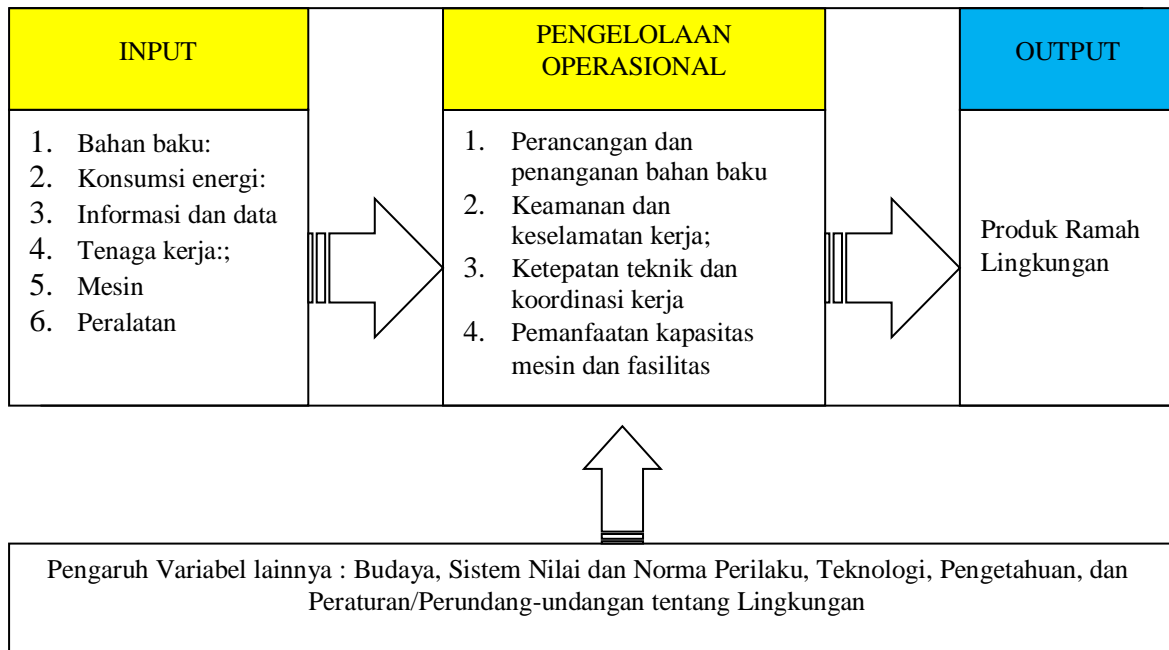 INPUT
PENGELOLAAN
OPERASIONAL
OUTPUT
1. Bahan baku:
2. Konsumsi energi:
3. Informasi dan data
4. Tenaga kerja:;
5. Mesin
6. Peralatan
1. Perancangan dan
penanganan bahan baku
2. Keamanan dan
keselamatan kerja;
3. Ketepatan teknik dan
koordinasi kerja
4. Pemanfaatan kapasitas
mesin dan fasilitas
Produk Ramah
Lingkungan
Pengaruh Variabel lainnya : Budaya, Sistem Nilai dan Norma Perilaku, Teknologi, Pengetahuan, dan
Peraturan/Perundang-undangan tentang Lingkungan